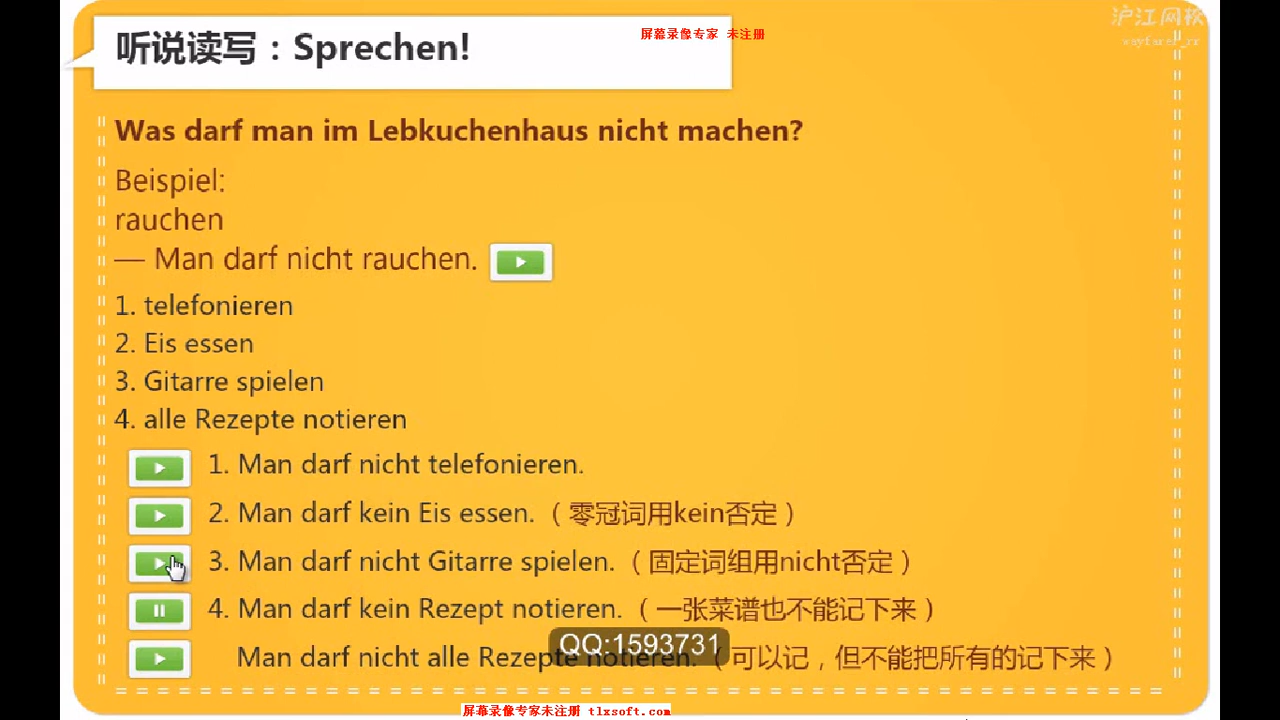 沪江网校
wayfarer_rr
屏幕录像专家 未注册
听说读写：Sprechen!
Was darf man im Lebkuchenhaus nicht machen?
Beispiel:
rauchen
— Man darf nicht rauchen.
1. telefonieren
2. Eis essen
3. Gitarre spielen
4. alle Rezepte notieren
1. Man darf nicht telefonieren.
2. Man darf kein Eis essen.（零冠词用kein否定）
3. Man darf nicht Gitarre spielen.（固定词组用nicht否定）
4. Man darf kein Rezept notieren.（一张菜谱也不能记下来）
QQ:1593731
Man darf nicht alle Rezepte notieren.（可以记，但不能把所有的记下来）
屏幕录像专家未注册 tlxsoft.com